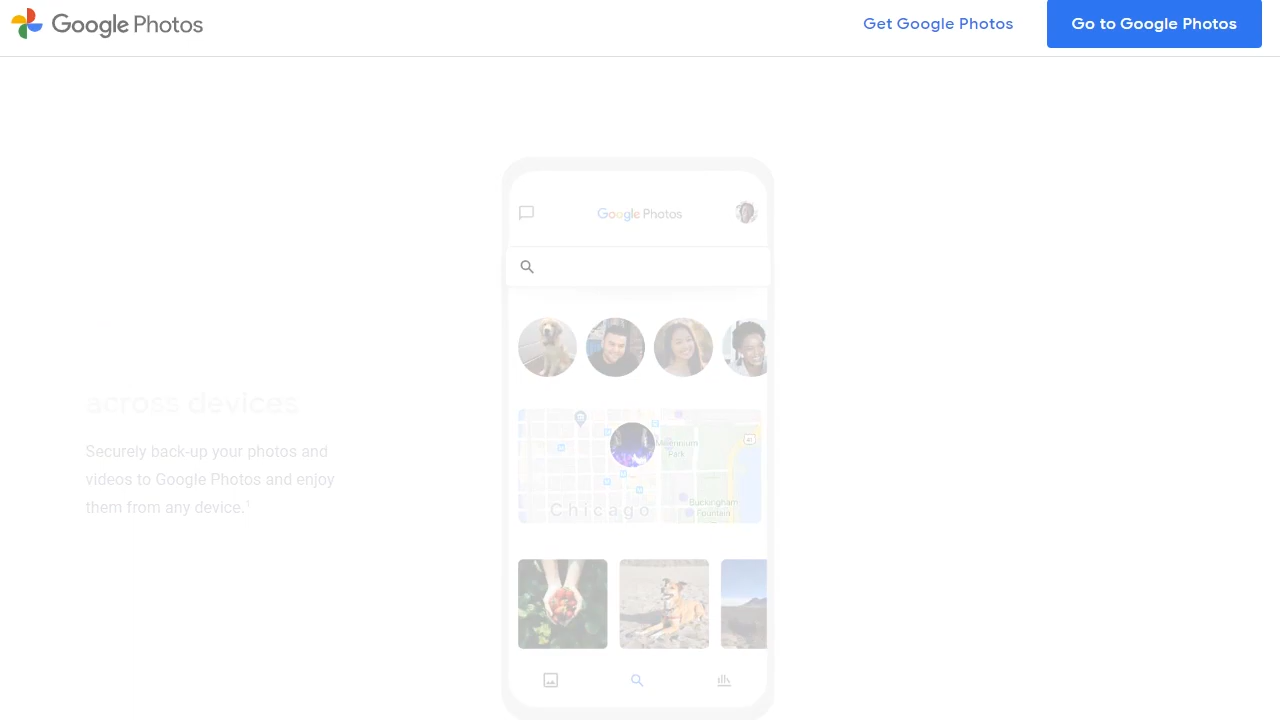 Google Photos
Get Google Photos
Go to Google Photos
Google Photos
across devices
Securely back-up your photos and
videos to Google Photos and enjoy
them from any device.¹
Millennium
Park
41
Chicago
Buckingham
Fountain